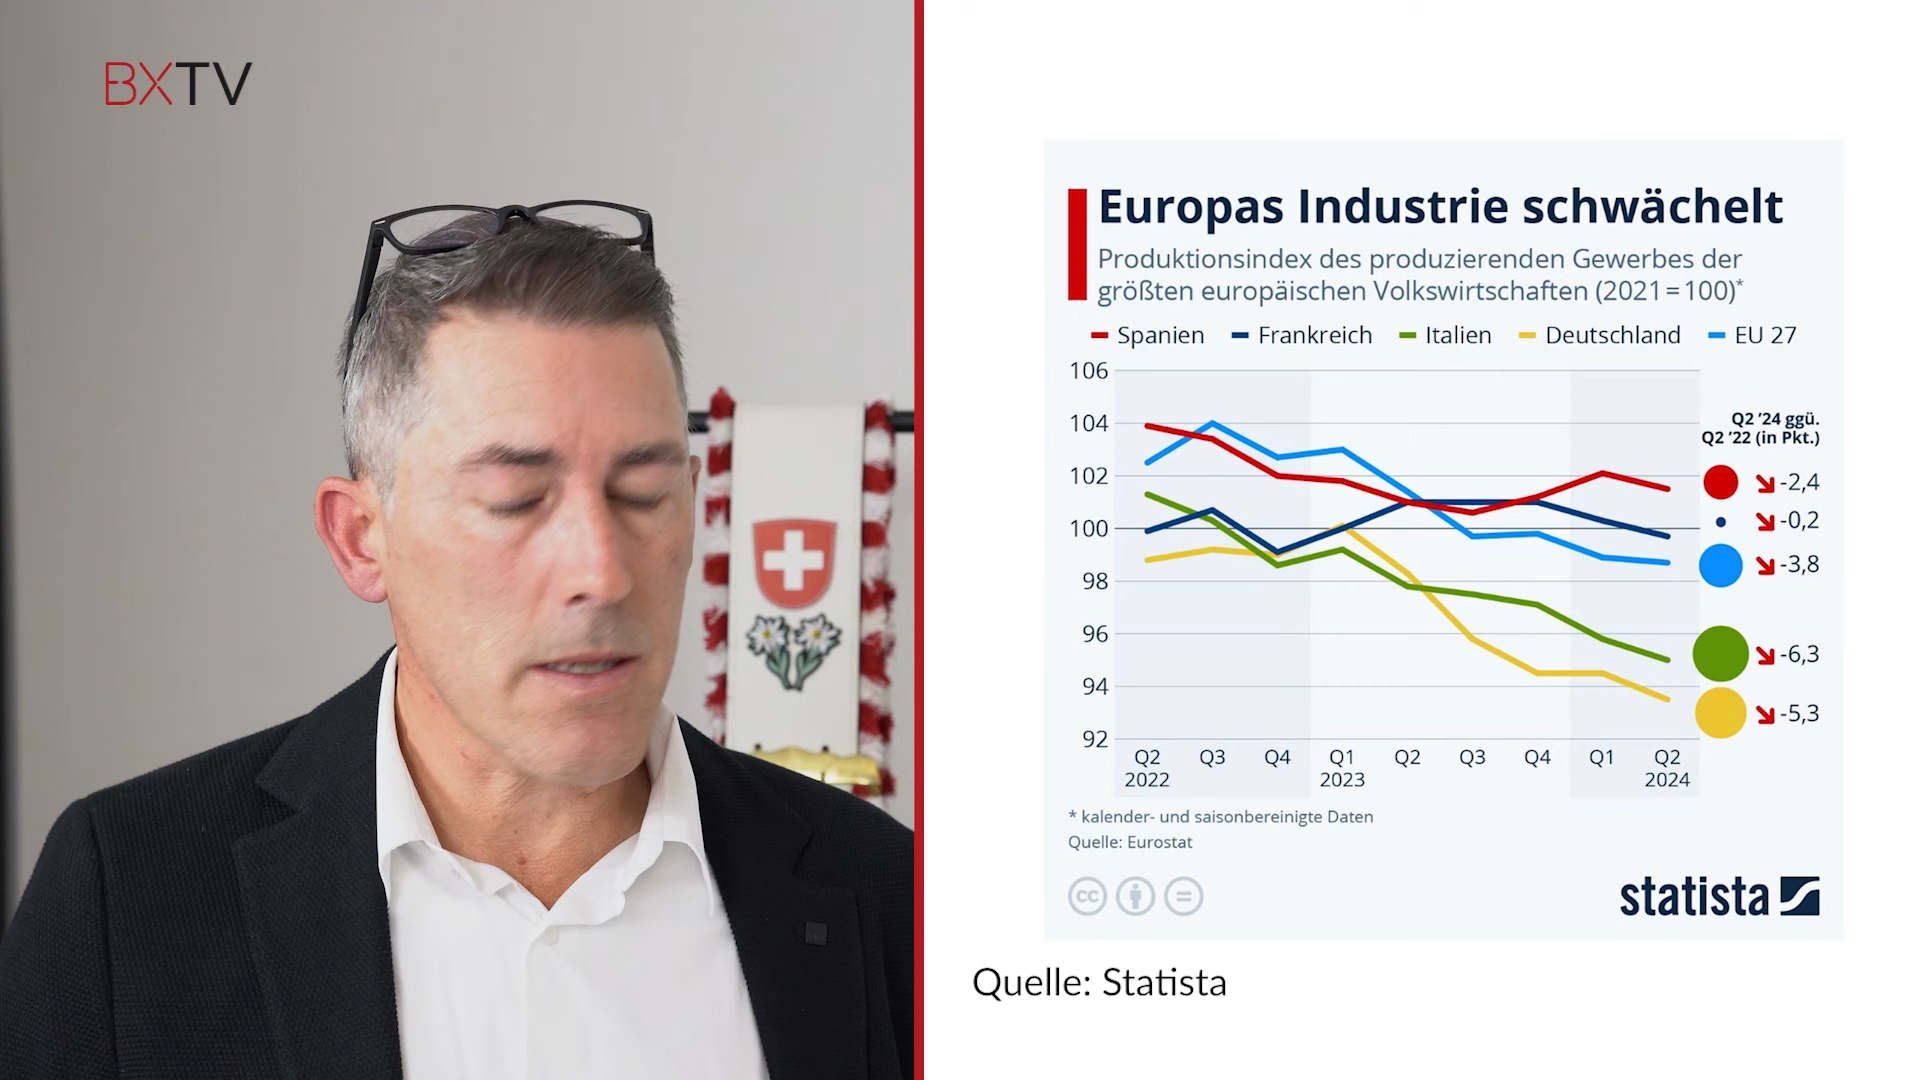 BXTV
Europas Industrie schwächelt
Produktionsindex des produzierenden Gewerbes der
größten europäischen Volkswirtschaften (2021=100)*
Spanien Frankreich Italien Deutschland EU 27
106
104
102
100
98
96
94
92
Q2 '24 ggü.
Q2 '22 (in Pkt.)
-2,4
-0,2
-3,8
-6,3
-5,3
Q2 Q3 Q4 Q1 Q2 Q3 Q4 Q1 Q2
2022 2023 2024
* kalender- und saisonbereinigte Daten
Quelle: Eurostat
cc
statista
Quelle: Statista